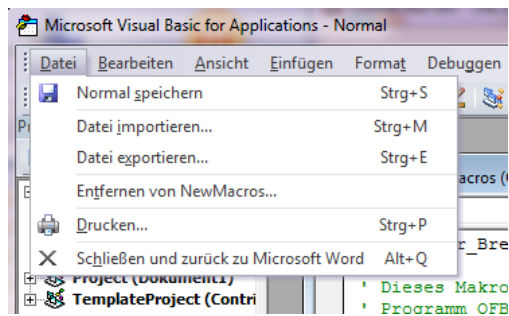 Microsoft Visual Basic for Applications - Normal
Datei Bearbeiten Ansicht Einfügen Format Debuggen
Normal speichern Strg+S
Datei importieren... Strg+M
Datei exportieren... Strg+E
acros (
Entfernen von NewMacros...
Drucken... Strg+P
r_Bre
Schließen und zurück zu Microsoft Word Alt+Q
Project (Dokument1)
' Dieses Makro
TemplateProject (Contri
' Programm OFB